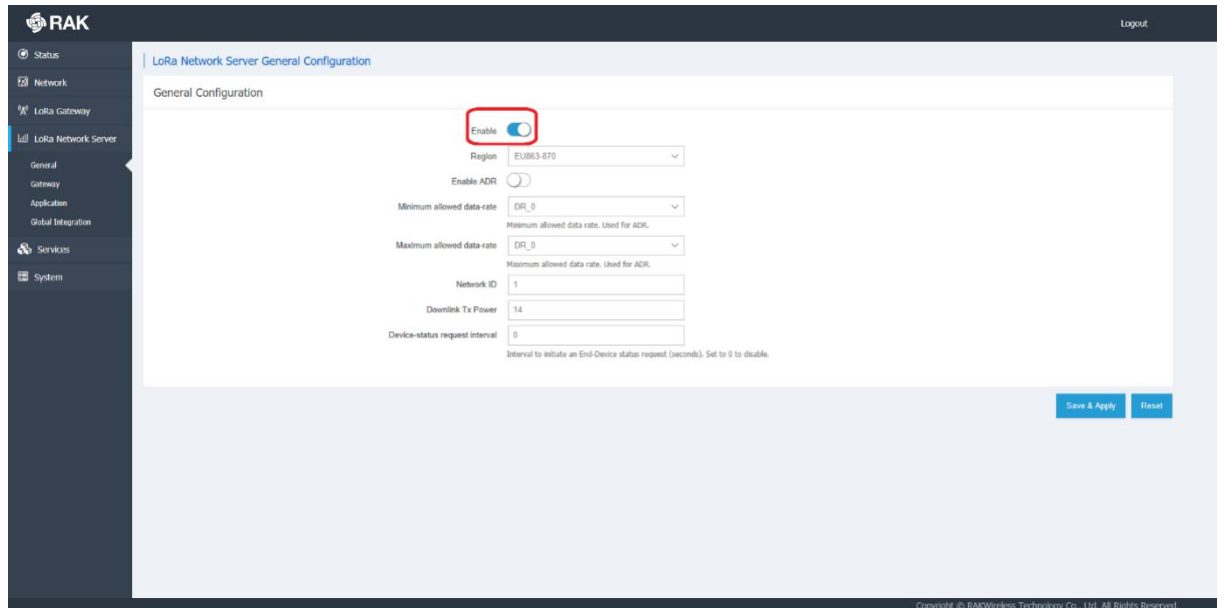 RAK
Logout
Status
Network
LoRa Gateway
LoRa Network Server
General
Gateway
Application
Global Integration
Services
System
LoRa Network Server General Configuration
General Configuration
Enable
Region EU863-870
Enable ADR
Minimum allowed data-rate DR_0
Minimum allowed data rate. Used for ADR.
Maximum allowed data-rate DR_0
Maximum allowed data rate. Used for ADR.
Network ID 1
Downlink Tx Power 14
Device-status request interval 0
Interval to initiate an End-Device status request (seconds). Set to 0 to disable.
Save & Apply Reset
Copyright © RAKWireless Technology Co., Ltd. All Rights Reserved.